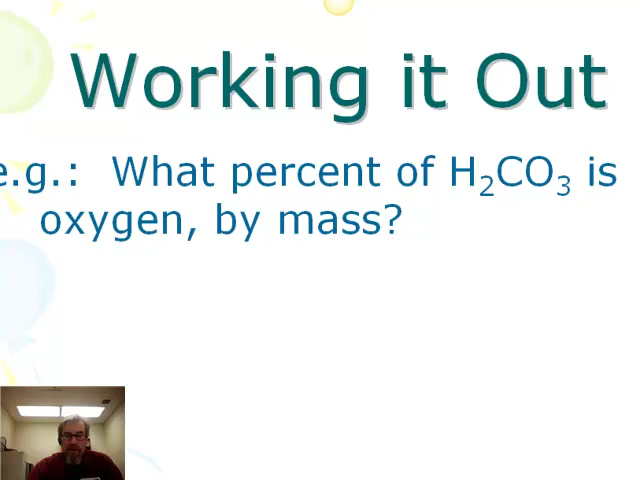 Working it Out
e.g.: What percent of H₂CO₃ is
oxygen, by mass?